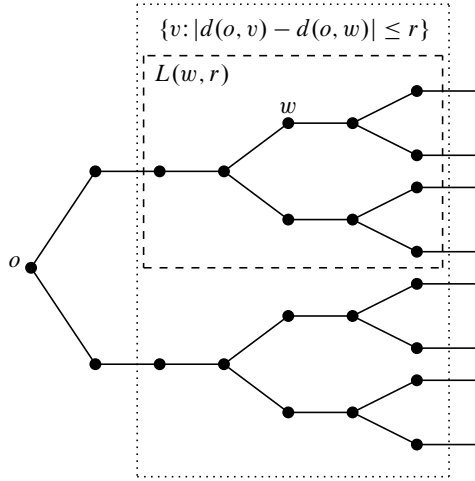 {v: |d(o, v) − d(o, w)| ≤ r}
L(w, r)
w
o